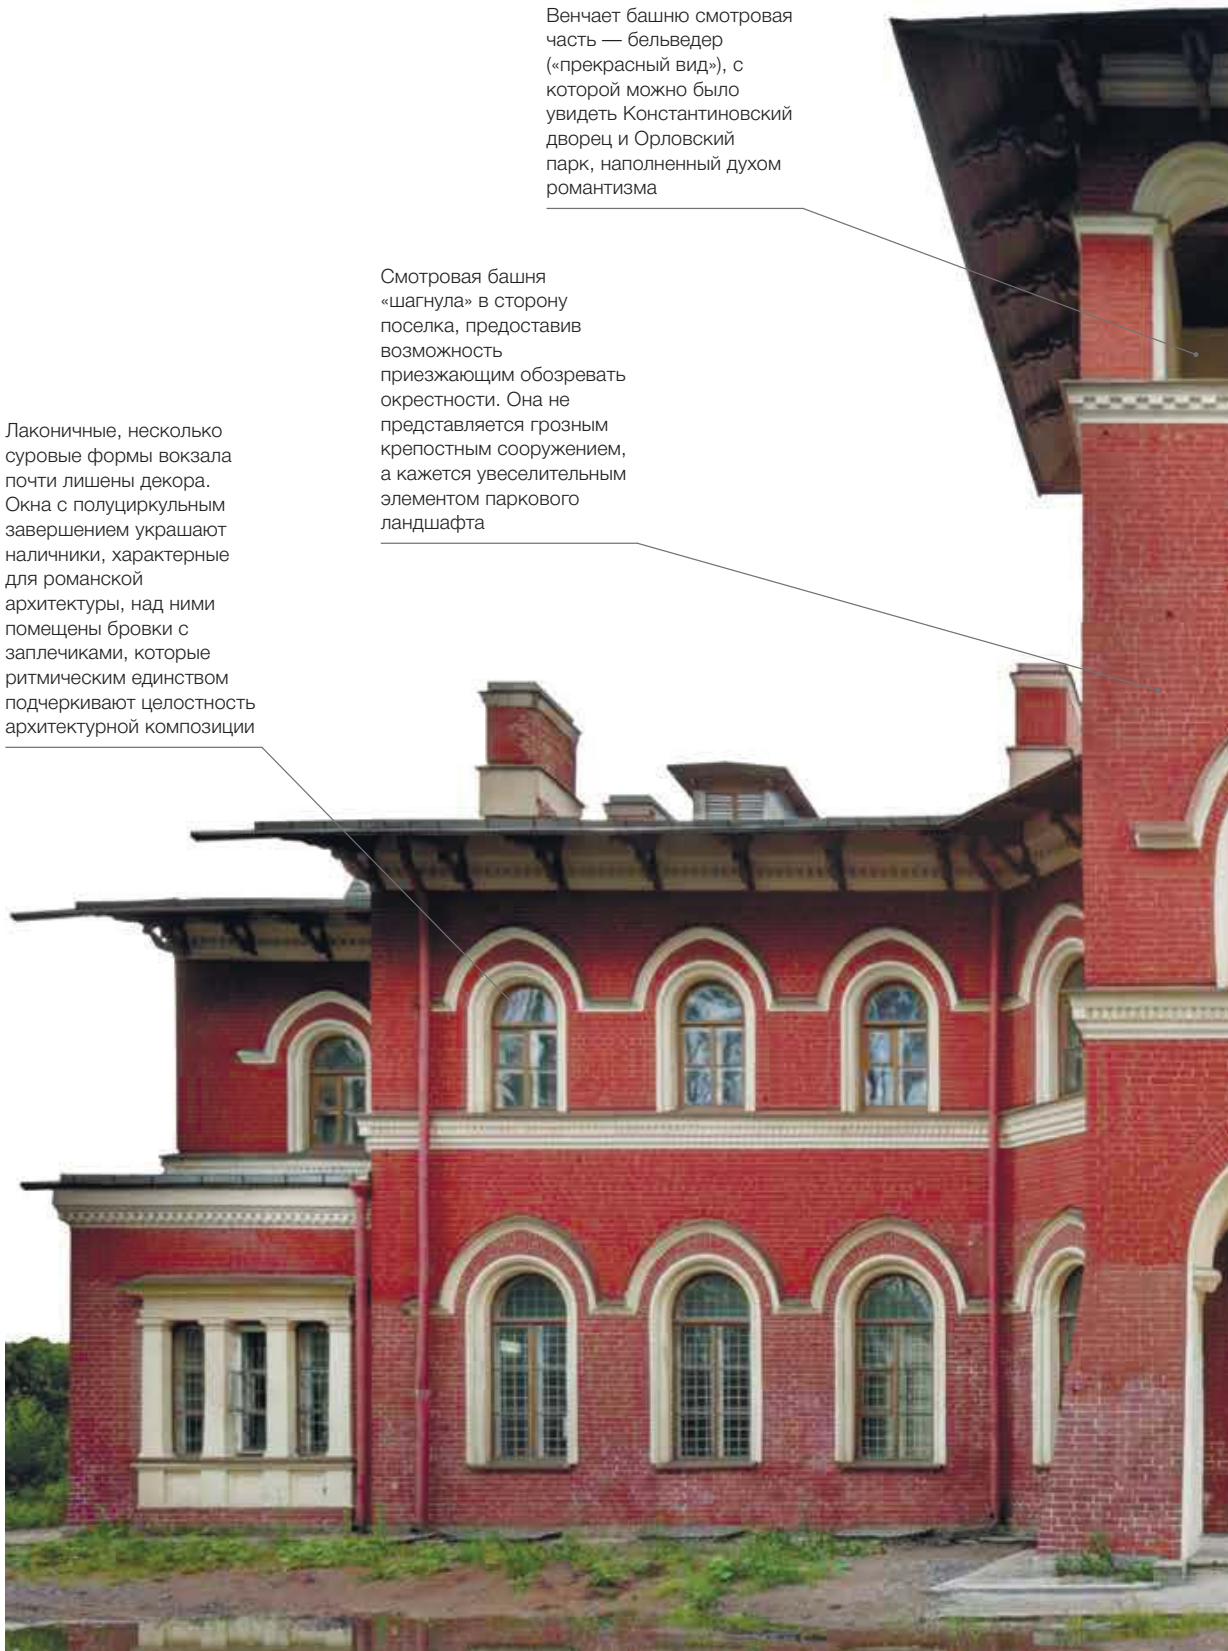 Венчает башню смотровая
часть — бельведер
(«прекрасный вид»), с
которой можно было
увидеть Константиновский
дворец и Орловский
парк, наполненный духом
романтизма
Смотровая башня
«шагнула» в сторону
поселка, предоставив
возможность
приезжающим обозревать
окрестности. Она не
представляется грозным
крепостным сооружением,
а кажется увеселительным
элементом паркового
ландшафта
Лаконичные, несколько
суровые формы вокзала
почти лишены декора.
Окна с полуциркульным
завершением украшают
наличники, характерные
для романской
архитектуры, над ними
помещены бровки с
заплечиками, которые
ритмическим единством
подчеркивают целостность
архитектурной композиции